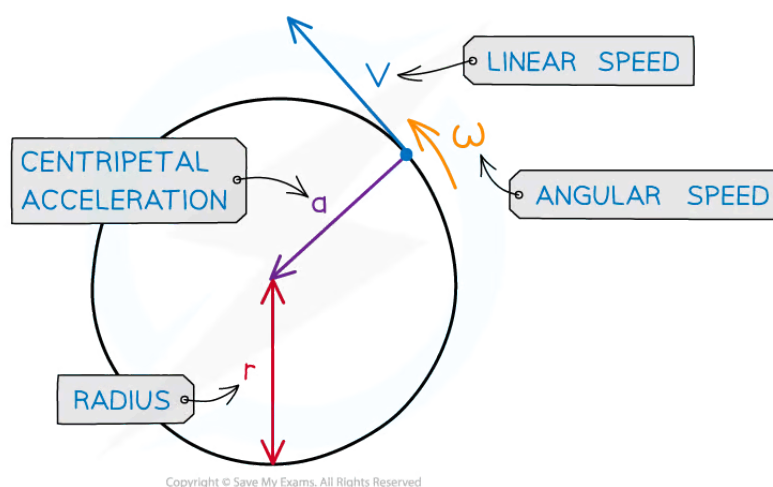 V
LINEAR SPEED
ω
CENTRIPETAL
ACCELERATION
a
ANGULAR SPEED
r
RADIUS
Copyright © Save My Exams. All Rights Reserved